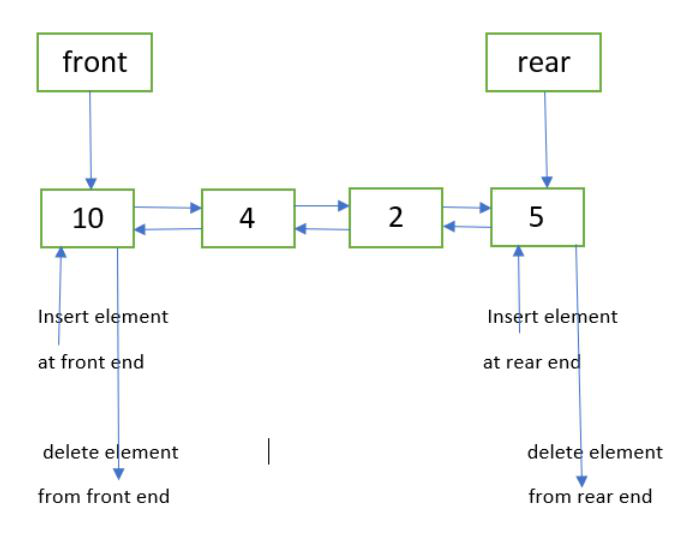 front
rear
10
4
2
5
Insert element
at front end
Insert element
at rear end
delete element
from front end
delete element
from rear end